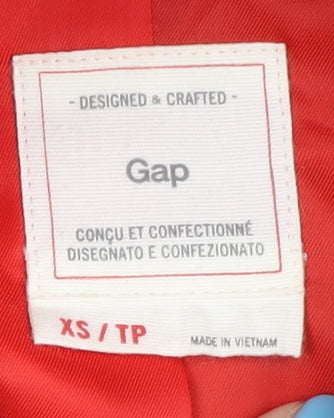 - DESIGNED & CRAFTED -
Gap
CONÇU ET CONFECTIONNÉ
DISEGNATO E CONFEZIONATO
XS / TP
MADE IN VIETNAM